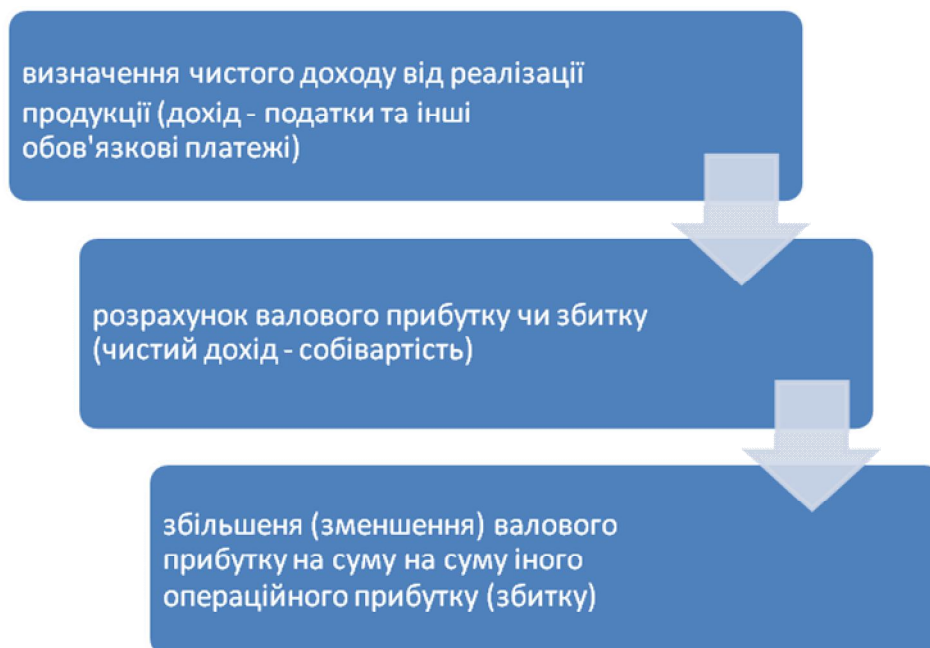 визначення чистого доходу від реалізації
продукції (дохід - податки та інші
обов'язкові платежі)
розрахунок валового прибутку чи збитку
(чистий дохід - собівартість)
збільшеня (зменшення) валового
прибутку на суму на суму іного
операційного прибутку (збитку)